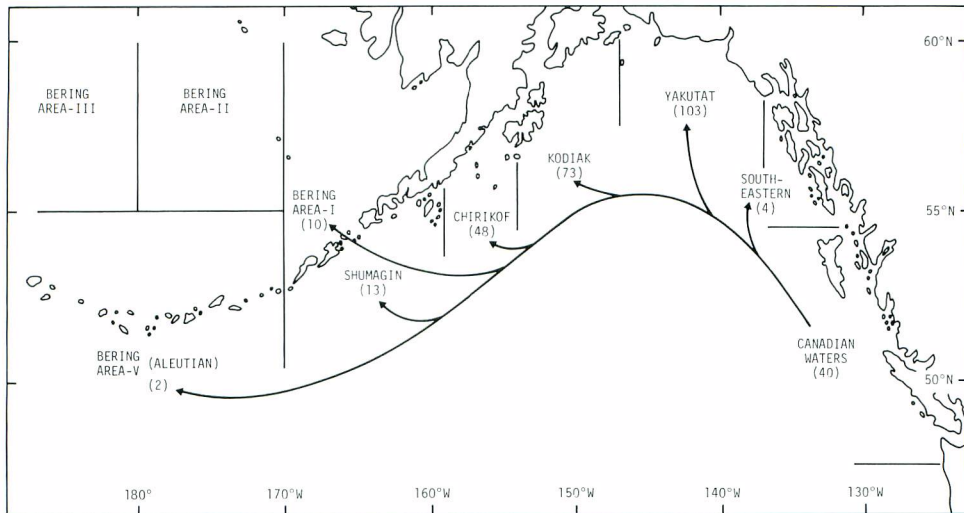 60°N
BERING
AREA-III
BERING
AREA-II
YAKUTAT
(103)
KODIAK
(73)
SOUTH-
EASTERN
(4)
BERING
AREA-I
(10)
CHIRIKOF
(48)
55°N
SHUMAGIN
(13)
BERING
AREA-V (ALEUTIAN)
(2)
CANADIAN
WATERS
(40)
50°N
180°
170°W
160°W
150°W
140°W
130°W